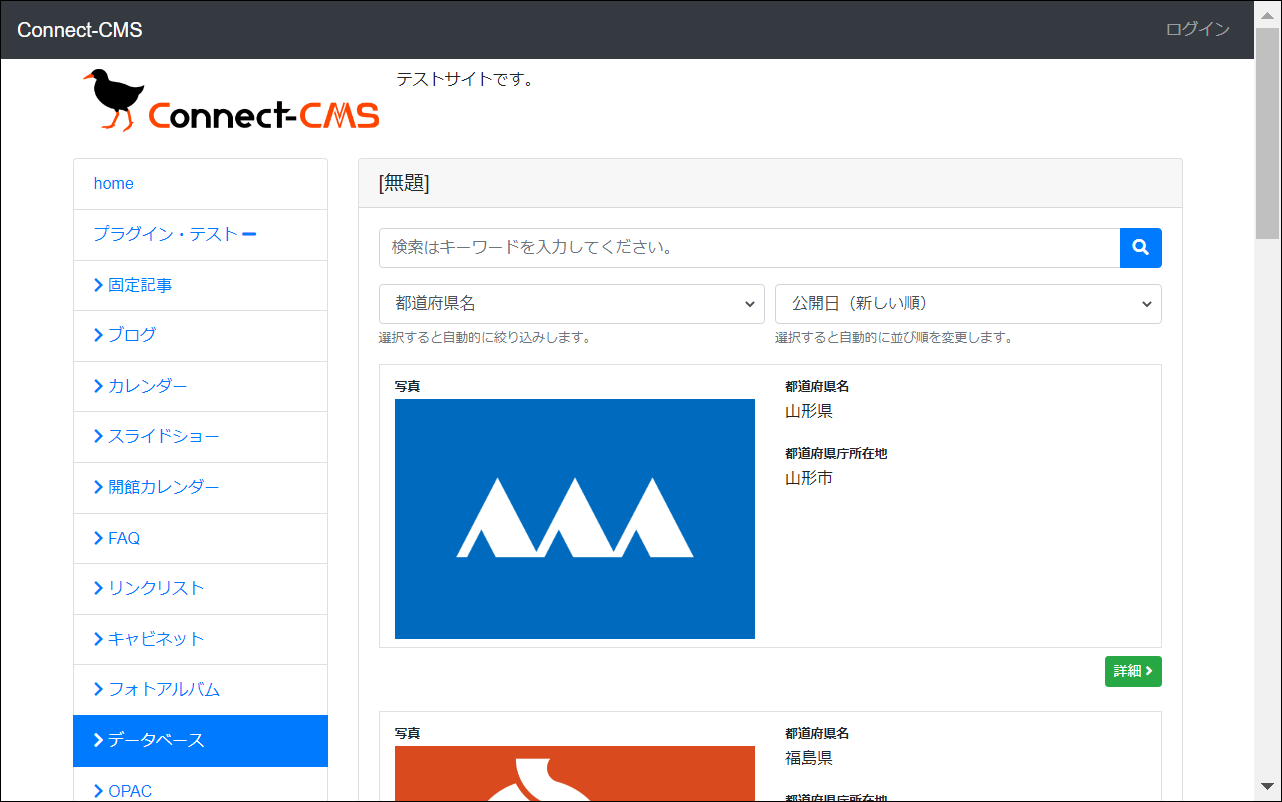 Connect-CMS
ログイン
Connect-CMS
テストサイトです。
home
プラグイン・テスト
固定記事
ブログ
カレンダー
スライドショー
開館カレンダー
FAQ
リンクリスト
キャビネット
フォトアルバム
データベース
OPAC
[無題]
検索はキーワードを入力してください。
都道府県名
公開日（新しい順）
選択すると自動的に絞り込みします。
選択すると自動的に並び順を変更します。
写真
都道府県名
山形県
都道府県庁所在地
山形市
詳細
写真
都道府県名
福島県
都道府県庁所在地